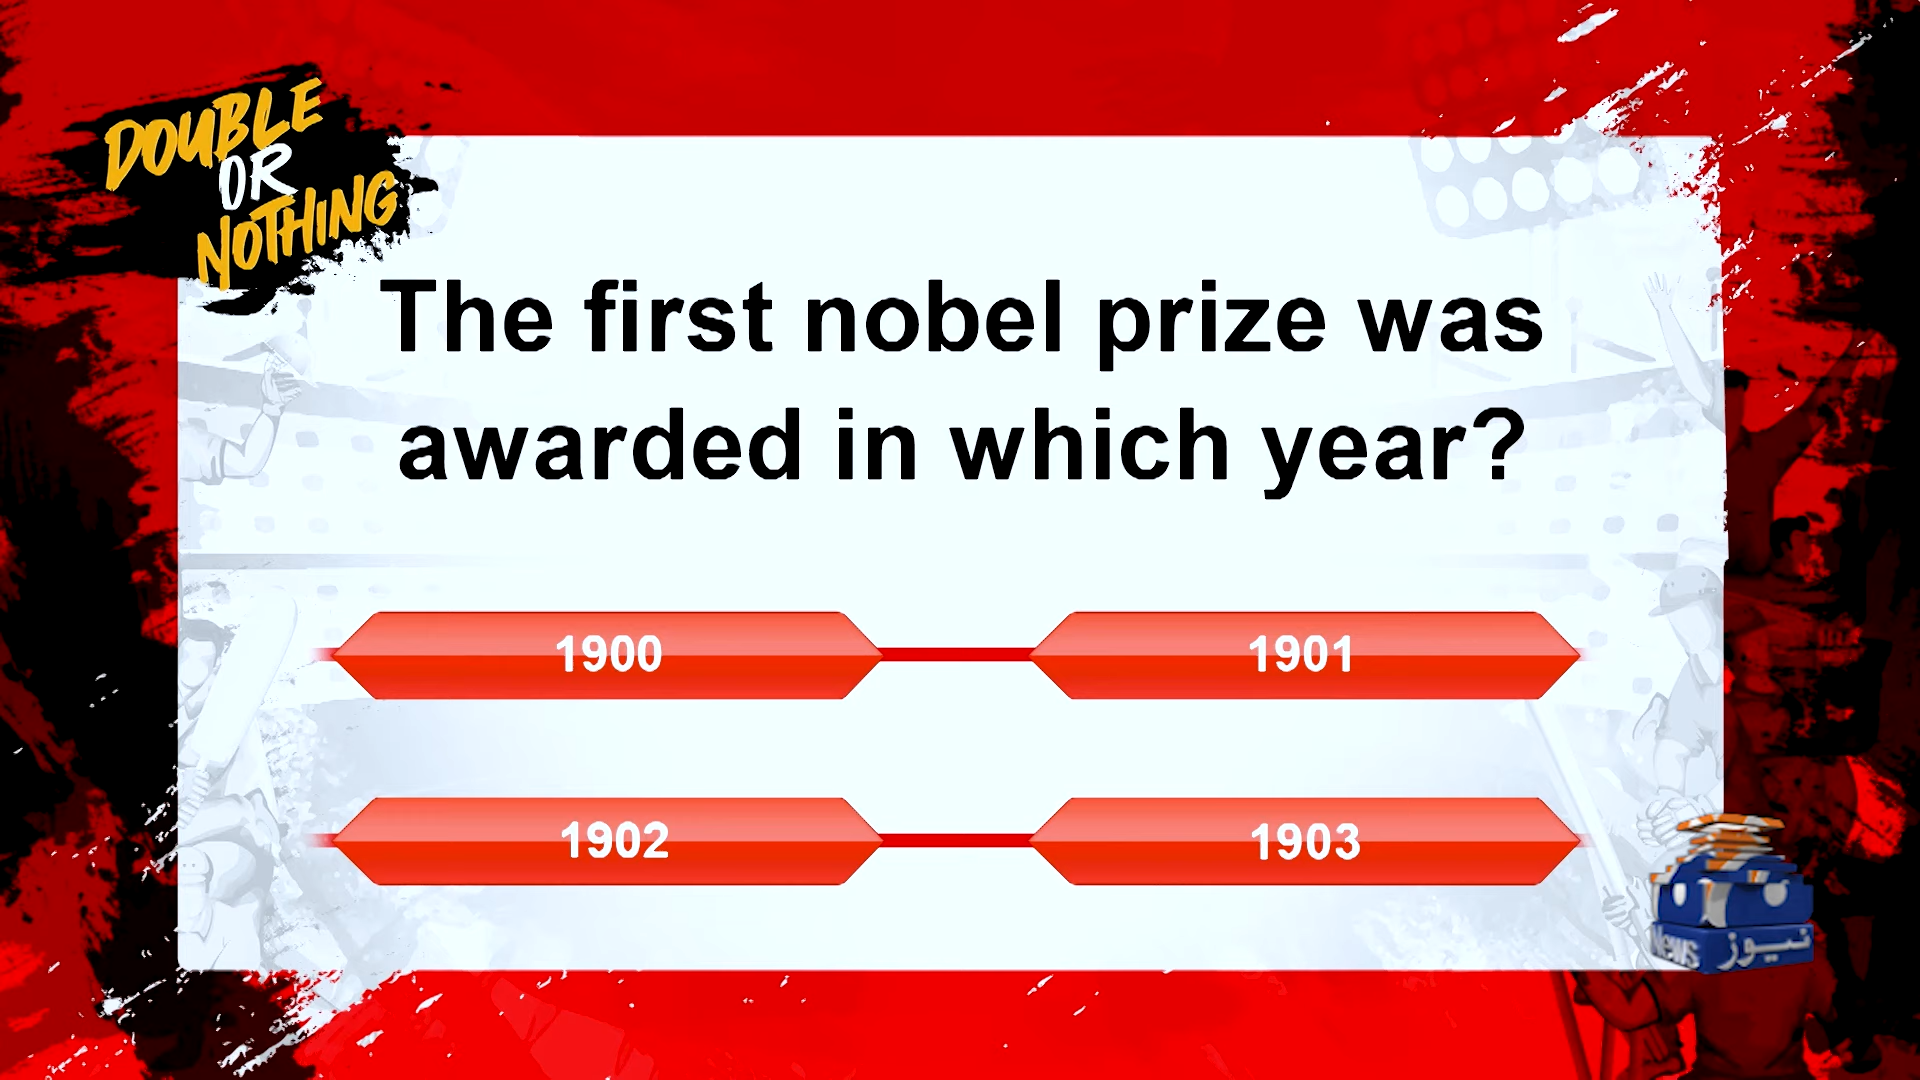 DOUBLE
OR
NOTHING
The first nobel prize was
awarded in which year?
1900
1901
1902
1903
News نیوز